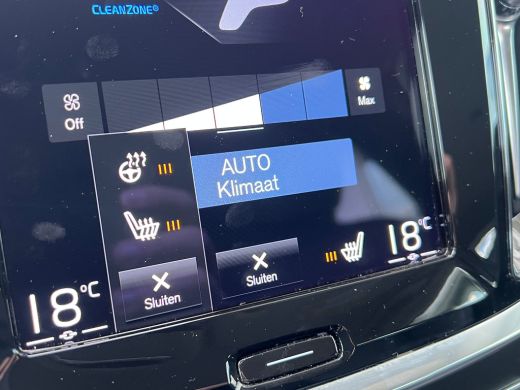 CLEANZONE®
Off
Max
AUTO
Klimaat
18°C
Sluiten
Sluiten
18°C